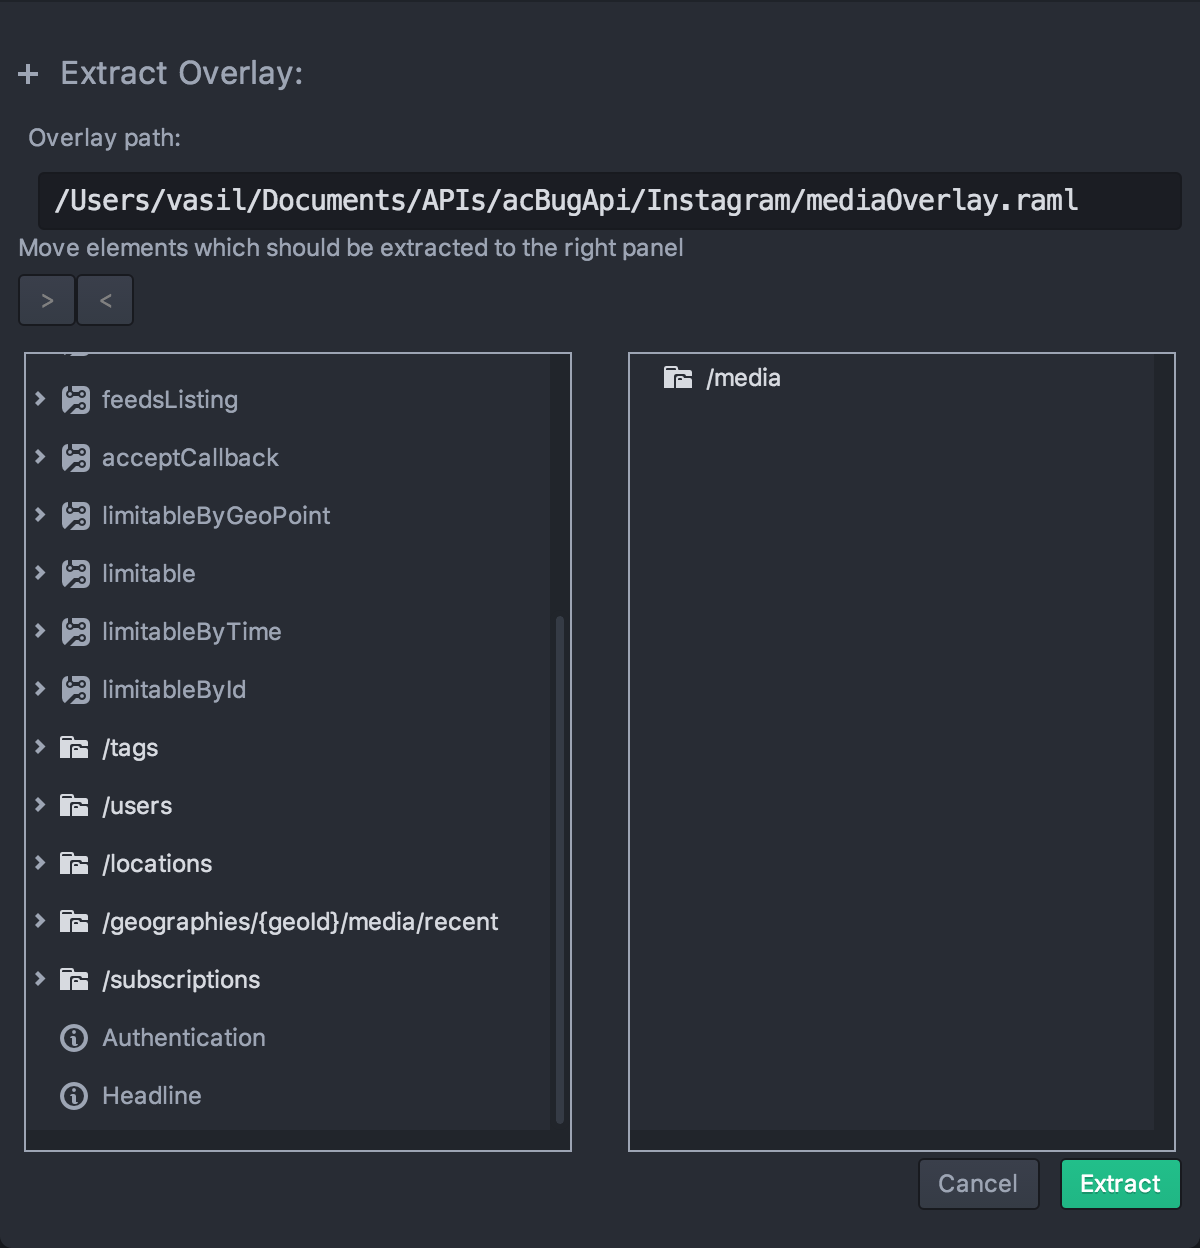 + Extract Overlay:
Overlay path:
/Users/vasil/Documents/APIs/acBugApi/Instagram/mediaOverlay.raml
Move elements which should be extracted to the right panel
> <
feedsListing
acceptCallback
limitableByGeoPoint
limitable
limitableByTime
limitableById
/tags
/users
/locations
/geographies/{geoId}/media/recent
/subscriptions
Authentication
Headline
/media
Cancel
Extract